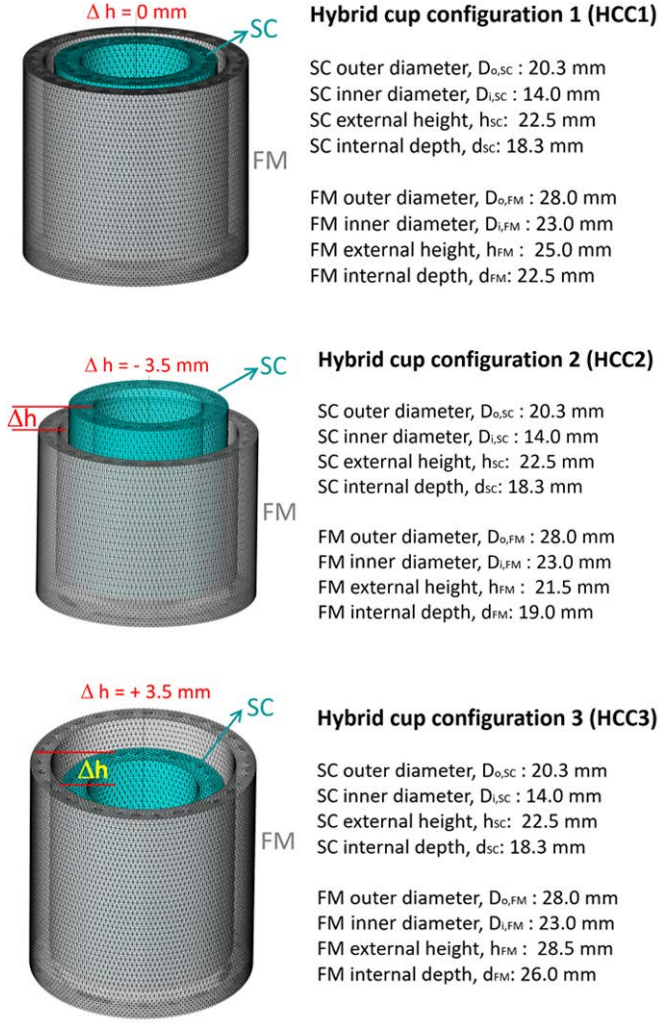 Δ h = 0 mm
SC
FM
Hybrid cup configuration 1 (HCC1)
SC outer diameter, Do,SC : 20.3 mm
SC inner diameter, Di,SC : 14.0 mm
SC external height, hSC: 22.5 mm
SC internal depth, dSC: 18.3 mm
FM outer diameter, Do,FM : 28.0 mm
FM inner diameter, Di,FM : 23.0 mm
FM external height, hFM : 25.0 mm
FM internal depth, dFM: 22.5 mm
Δ h = - 3.5 mm
SC
Δh
FM
Hybrid cup configuration 2 (HCC2)
SC outer diameter, Do,SC : 20.3 mm
SC inner diameter, Di,SC : 14.0 mm
SC external height, hSC: 22.5 mm
SC internal depth, dSC: 18.3 mm
FM outer diameter, Do,FM : 28.0 mm
FM inner diameter, Di,FM : 23.0 mm
FM external height, hFM : 21.5 mm
FM internal depth, dFM: 19.0 mm
Δ h = + 3.5 mm
SC
Δh
FM
Hybrid cup configuration 3 (HCC3)
SC outer diameter, Do,SC : 20.3 mm
SC inner diameter, Di,SC : 14.0 mm
SC external height, hSC: 22.5 mm
SC internal depth, dSC: 18.3 mm
FM outer diameter, Do,FM : 28.0 mm
FM inner diameter, Di,FM : 23.0 mm
FM external height, hFM : 28.5 mm
FM internal depth, dFM: 26.0 mm